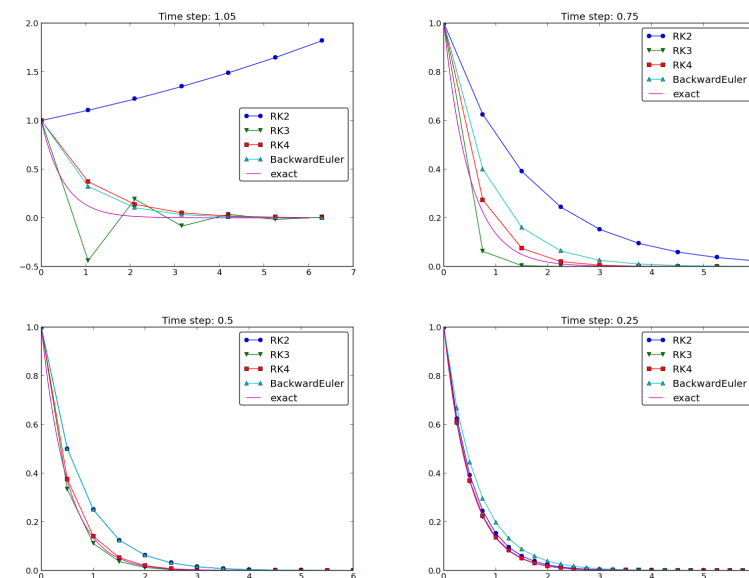 Time step: 1.05
2.0
1.5
1.0
0.5
0.0
−0.5
0 1 2 3 4 5 6 7
RK2
RK3
RK4
BackwardEuler
exact
Time step: 0.75
1.0
0.8
0.6
0.4
0.2
0.0
0 1 2 3 4 5
RK2
RK3
RK4
BackwardEuler
exact
Time step: 0.5
1.0
0.8
0.6
0.4
0.2
0.0
0 1 2 3 4 5 6
RK2
RK3
RK4
BackwardEuler
exact
Time step: 0.25
1.0
0.8
0.6
0.4
0.2
0.0
0 1 2 3 4 5
RK2
RK3
RK4
BackwardEuler
exact